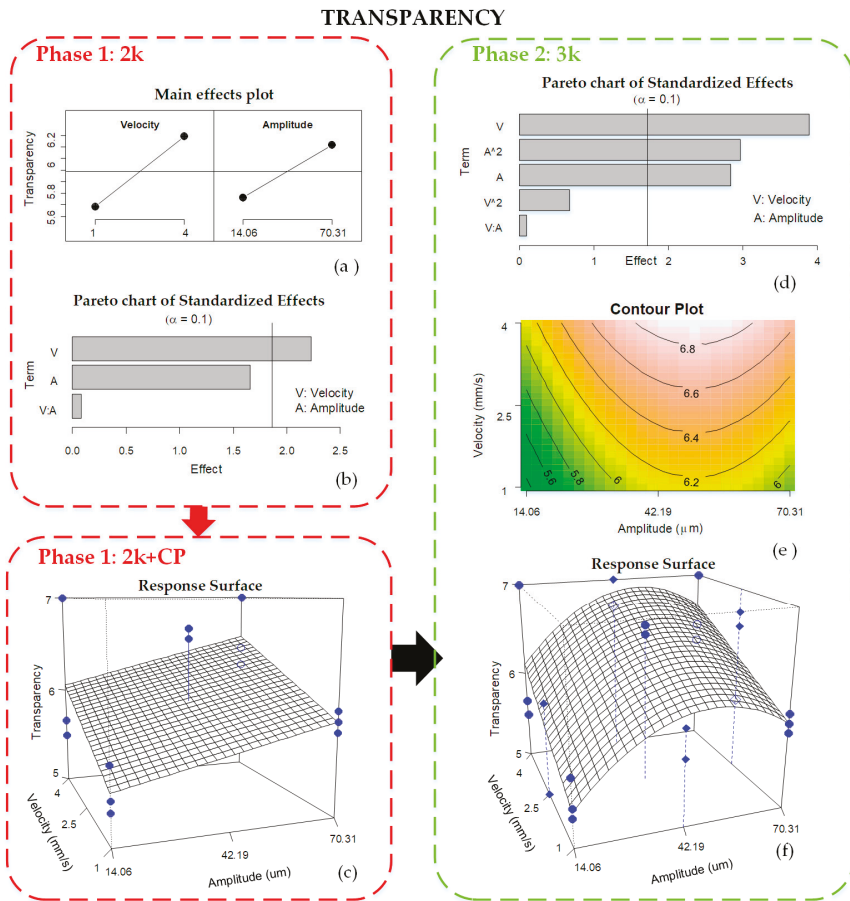 TRANSPARENCY
Phase 1: 2k
Main effects plot
Velocity
Amplitude
Transparency
6.2
6
5.8
5.6
1
4
14.06
70.31
(a )
Pareto chart of Standardized Effects
(α = 0.1)
Term
V
A
V:A
V: Velocity
A: Amplitude
0.0
0.5
1.0
1.5
2.0
2.5
Effect
(b)
Phase 1: 2k+CP
Response Surface
Transparency
7
6
5
Velocity (mm/s)
4
2.5
1
14.06
42.19
70.31
Amplitude (um)
(c)
Phase 2: 3k
Pareto chart of Standardized Effects
(α = 0.1)
Term
V
A^2
A
V^2
V:A
V: Velocity
A: Amplitude
0
1
Effect
2
3
4
(d)
Contour Plot
Velocity (mm/s)
4
2.5
1
6.8
6.6
6.4
6.2
6
5.8
5.6
6
14.06
42.19
70.31
Amplitude (μm)
(e )
Response Surface
Transparency
7
6
5
Velocity (mm/s)
4
2.5
1
14.06
42.19
70.31
Amplitude (um)
(f)